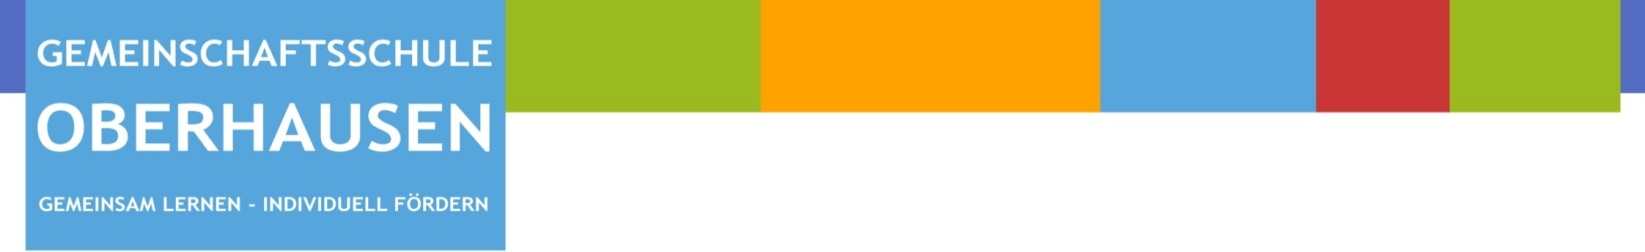 GEMEINSCHAFTSSCHULE
OBERHAUSEN
GEMEINSAM LERNEN - INDIVIDUELL FÖRDERN